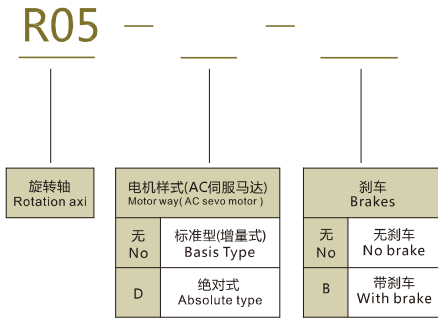 R05 — —
旋转轴
Rotation axi
电机样式(AC伺服马达)
Motor way( AC sevo motor )
无
No
标准型(增量式)
Basis Type
D
绝对式
Absolute type
刹车
Brakes
无
No
无刹车
No brake
B
带刹车
With brake